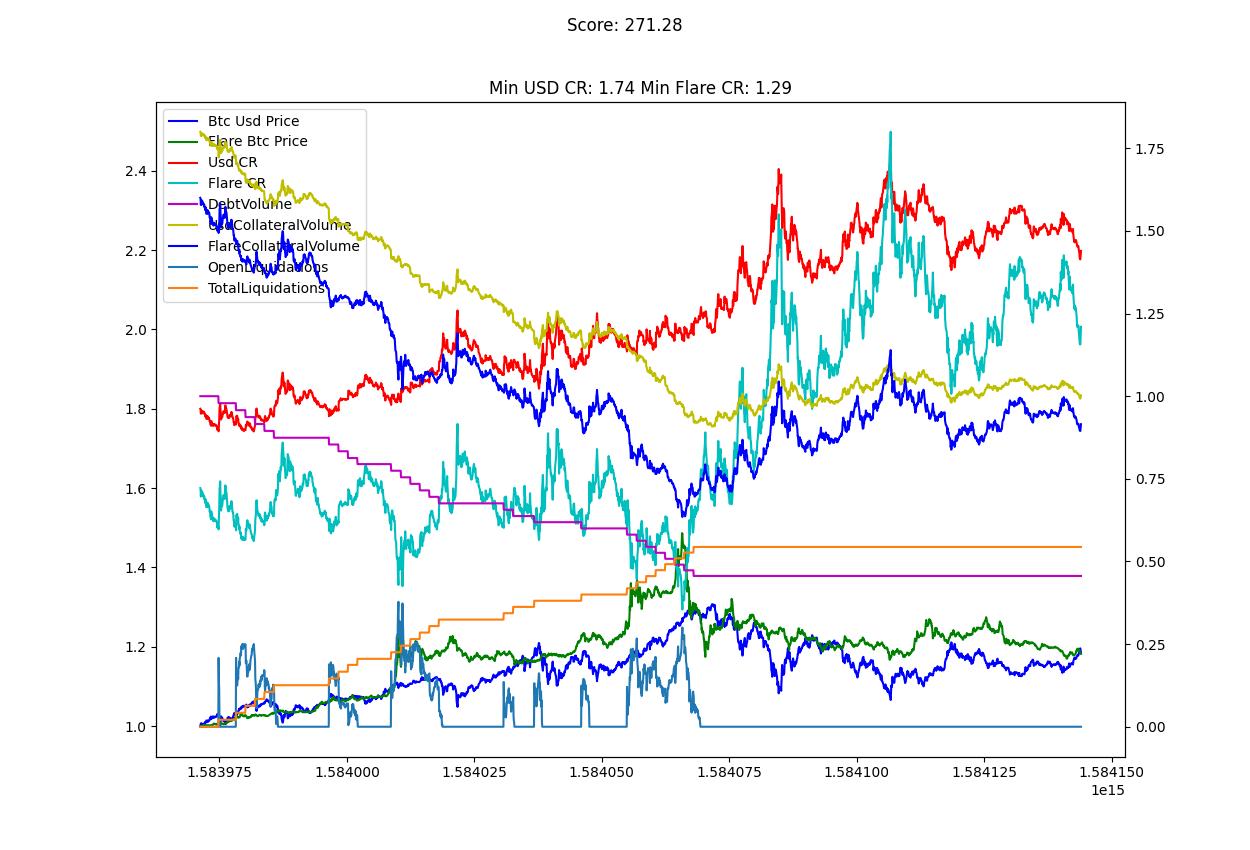 Score: 271.28
Min USD CR: 1.74 Min Flare CR: 1.29
Btc Usd Price
Flare Btc Price
Usd CR
Flare CR
DebtVolume
UsdCollateralVolume
FlareCollateralVolume
OpenLiquidations
TotalLiquidations
2.4
2.2
2.0
1.8
1.6
1.4
1.2
1.0
1.75
1.50
1.25
1.00
0.75
0.50
0.25
0.00
1.583975
1.584000
1.584025
1.584050
1.584075
1.584100
1.584125
1.584150
1e15